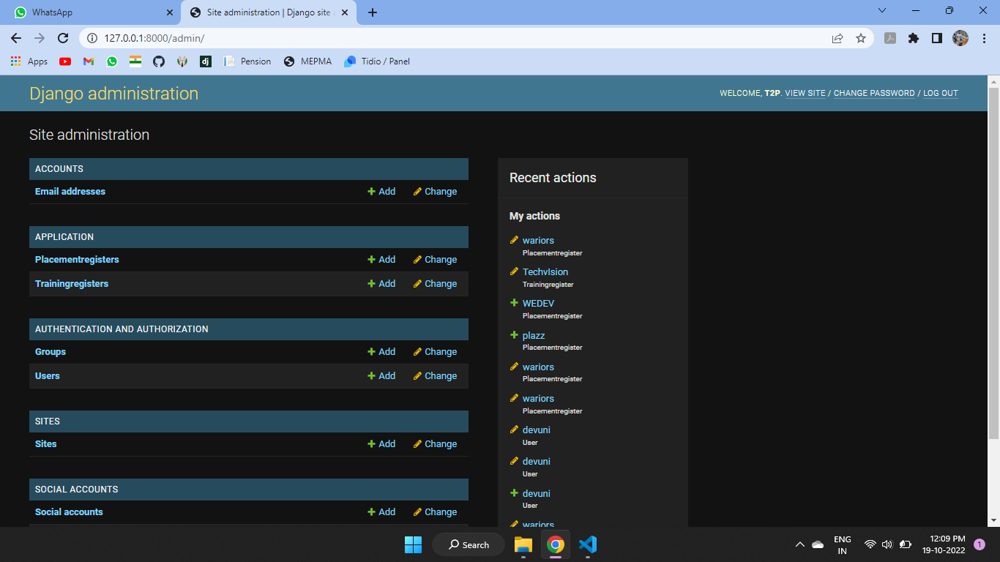 WhatsApp
Site administration | Django site a
127.0.0.1:8000/admin/
Apps
Pension
MEPMA
Tidio / Panel
Django administration
WELCOME, T2P. VIEW SITE / CHANGE PASSWORD / LOG OUT
Site administration
ACCOUNTS
Email addresses Add Change
APPLICATION
Placementregisters Add Change
Trainingregisters Add Change
AUTHENTICATION AND AUTHORIZATION
Groups Add Change
Users Add Change
SITES
Sites Add Change
SOCIAL ACCOUNTS
Social accounts Add Change
Recent actions
My actions
wariors
Placementregister
TechvIsion
Trainingregister
WEDEV
Placementregister
plazz
Placementregister
wariors
Placementregister
wariors
Placementregister
devuni
User
devuni
User
devuni
User
wariors
dj
Search
ENG
IN
12:09 PM
19-10-2022
1